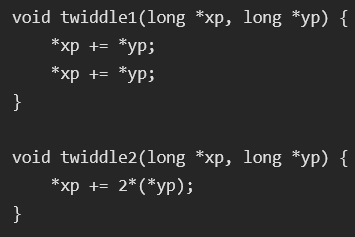 void twiddle1(long *xp, long *yp) {
    *xp += *yp;
    *xp += *yp;
}

void twiddle2(long *xp, long *yp) {
    *xp += 2*(*yp);
}